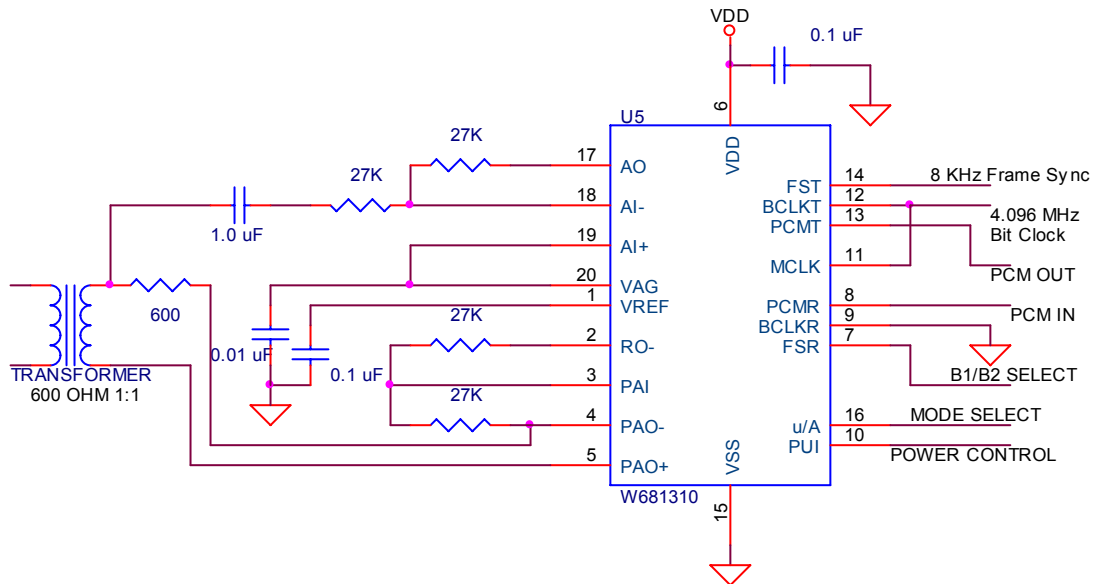 VDD
0.1 uF
U5
6
VDD
27K
17
AO
27K
18
AI-
1.0 uF
19
AI+
20
VAG
600
1
VREF
27K
2
RO-
0.01 uF
0.1 uF
3
PAI
27K
4
PAO-
5
PAO+
TRANSFORMER
600 OHM 1:1
VSS
15
W681310
FST
14
8 KHz Frame Sync
BCLKT
12
PCMT
13
4.096 MHz
Bit Clock
MCLK
11
PCM OUT
PCMR
8
PCM IN
BCLKR
9
FSR
7
B1/B2 SELECT
u/A
16
MODE SELECT
PUI
10
POWER CONTROL